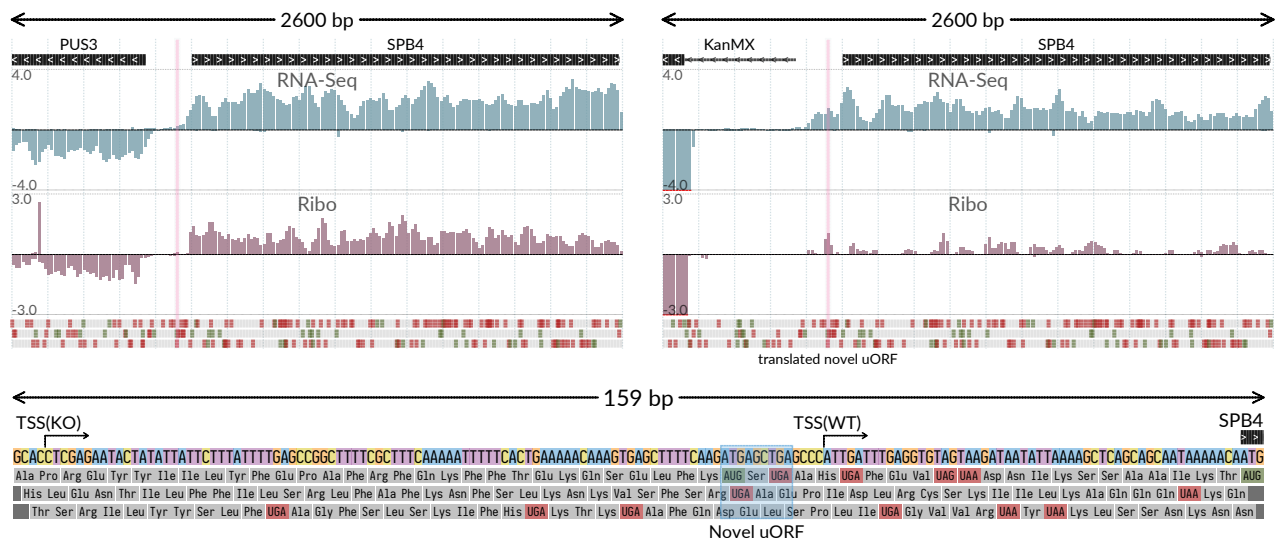 2600 bp
2600 bp
PUS3
SPB4
KanMX
SPB4
4.0
RNA-Seq
RNA-Seq
-4.0
-4.0
3.0
Ribo
3.0
Ribo
-3.0
-3.0
translated novel uORF
159 bp
TSS(KO)
TSS(WT)
SPB4
GCACCTCGAGAATACTATATTATTCTTTATTTTGAGCCGGCTTTTCGCTTTCAAAAATTTTTCACTGAAAAACAAAGTGAGCTTTTCAAGATGAGCTGAGCCCATTGATTTGAGGTGTAGTAAGATAATATTAAAAGCTCAGCAGCAATAAAAACAATG
Ala Pro Arg Glu Tyr Tyr Ile Ile Leu Tyr Phe Glu Pro Ala Phe Arg Phe Gln Lys Phe Phe Thr Glu Lys Gln Ser Glu Leu Phe Lys AUG Ser UGA Ala His UGA Phe Glu Val UAG UAA Asp Asn Ile Lys Ser Ser Ala Ala Ile Lys Thr AUG
His Leu Glu Asn Thr Ile Leu Phe Phe Ile Leu Ser Arg Leu Phe Ala Phe Lys Asn Phe Ser Leu Lys Asn Lys Val Ser Phe Ser Arg UGA Ala Glu Pro Ile Asp Leu Arg Cys Ser Lys Ile Ile Leu Lys Ala Gln Gln Gln UAA Lys Gln
Thr Ser Arg Ile Leu Tyr Tyr Ser Leu Phe UGA Ala Gly Phe Ser Leu Ser Lys Ile Phe His UGA Lys Thr Lys UGA Ala Phe Gln Asp Glu Leu Ser Pro Leu Ile UGA Gly Val Val Arg UAA Tyr UAA Lys Leu Ser Ser Asn Lys Asn Asn
Novel uORF